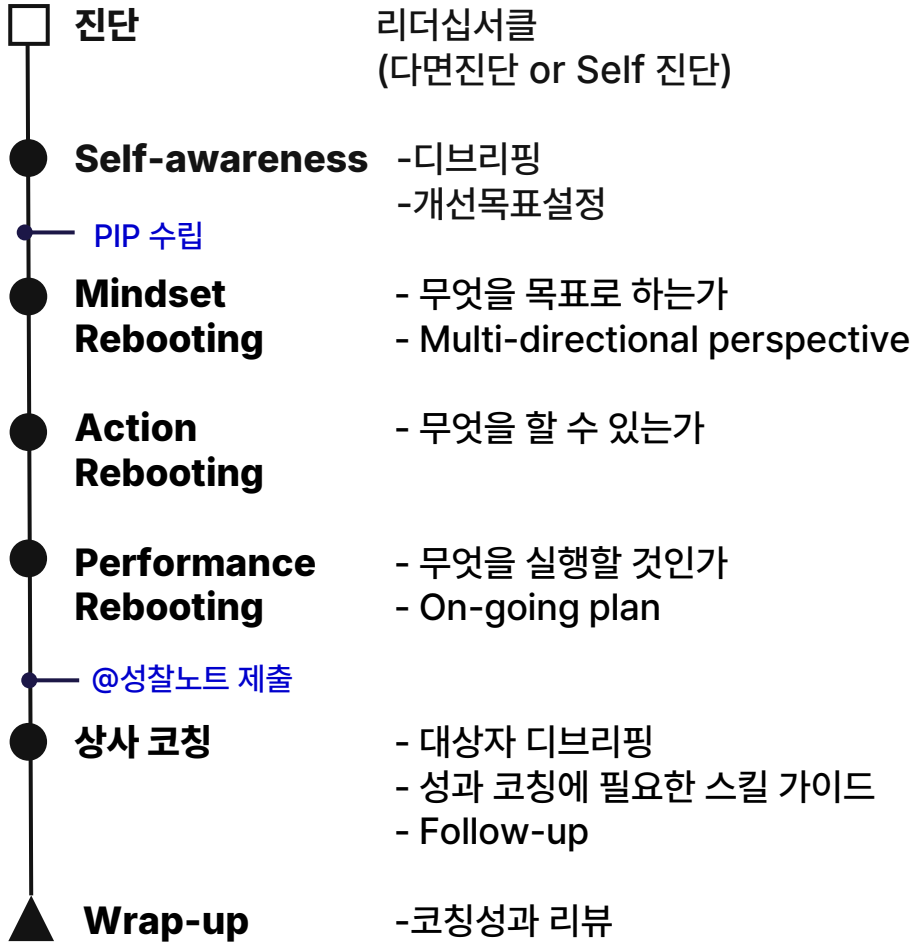 진단 리더십서클
(다면진단 or Self 진단)
Self-awareness -디브리핑
-개선목표설정
PIP 수립
Mindset - 무엇을 목표로 하는가
Rebooting - Multi-directional perspective
Action - 무엇을 할 수 있는가
Rebooting
Performance - 무엇을 실행할 것인가
Rebooting - On-going plan
@성찰노트 제출
상사 코칭 - 대상자 디브리핑
- 성과 코칭에 필요한 스킬 가이드
- Follow-up
Wrap-up -코칭성과 리뷰